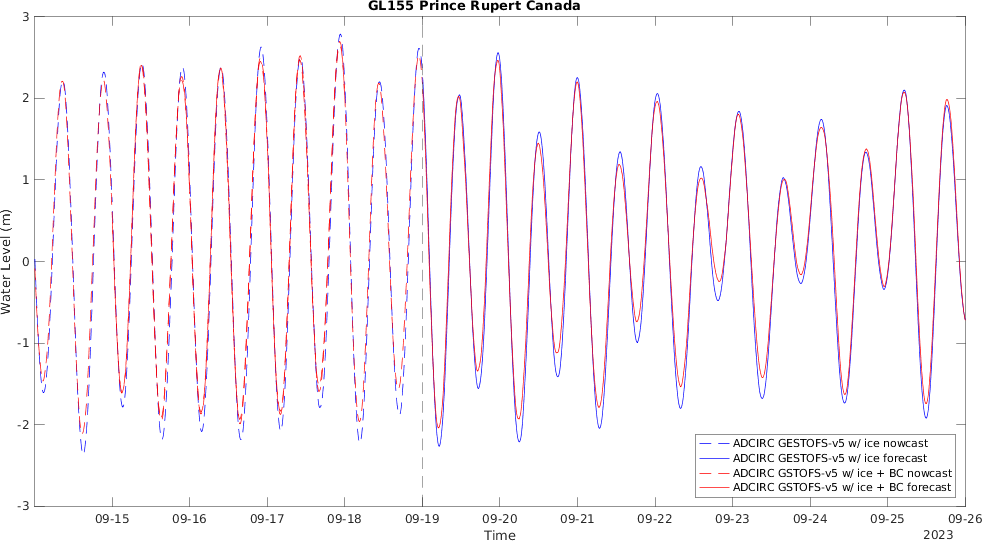 GL155 Prince Rupert Canada
3
2
1
0
-1
-2
-3
Water Level (m)
09-15
09-16
09-17
09-18
09-19
09-20
09-21
09-22
09-23
09-24
09-25
09-26
Time
2023
ADCIRC GESTOFS-v5 w/ ice nowcast
ADCIRC GESTOFS-v5 w/ ice forecast
ADCIRC GSTOFS-v5 w/ ice + BC nowcast
ADCIRC GSTOFS-v5 w/ ice + BC forecast